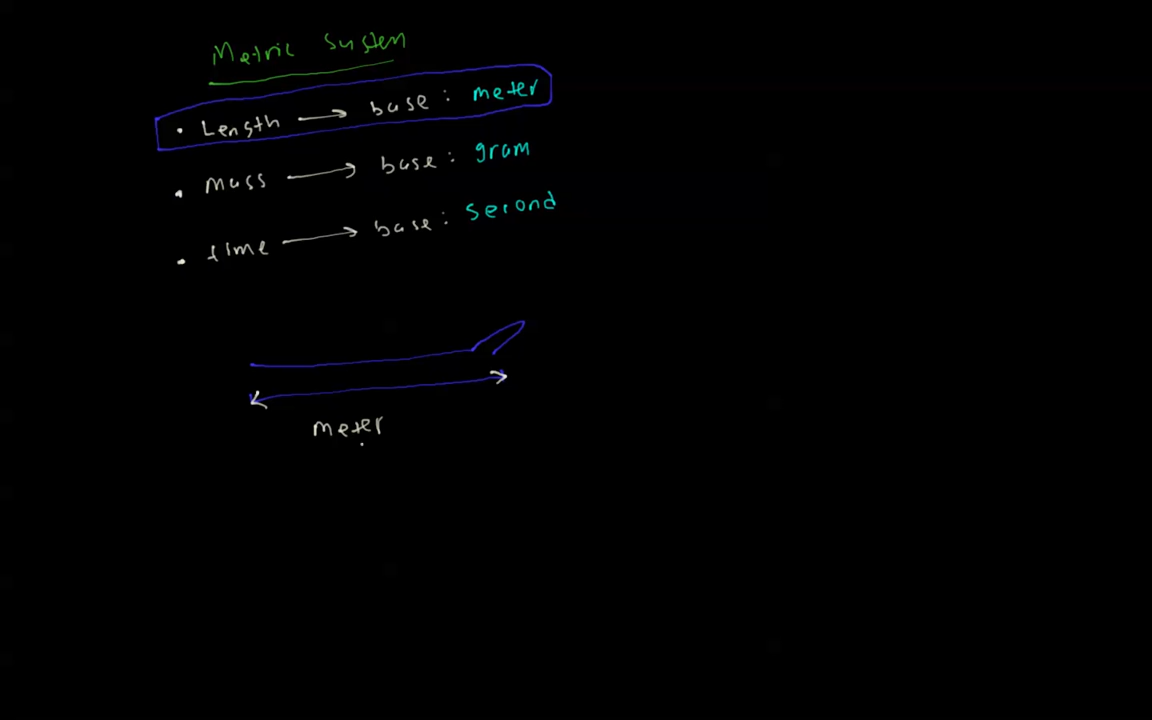 Metric System
• Length → base : meter
• Mass → base : gram
• time → base : second
meter